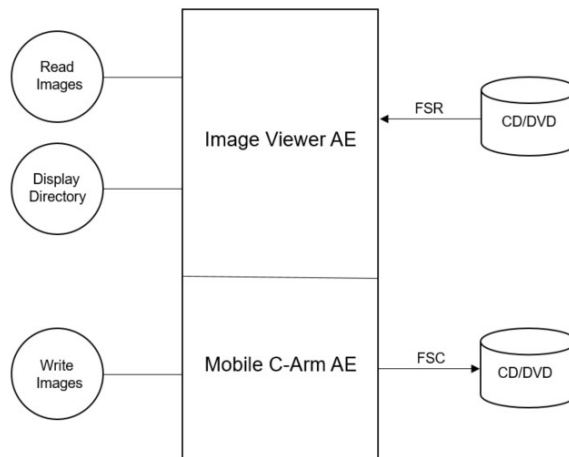 Read
Images
Image Viewer AE
FSR
CD/DVD
Display
Directory
Write
Images
Mobile C-Arm AE
FSC
CD/DVD